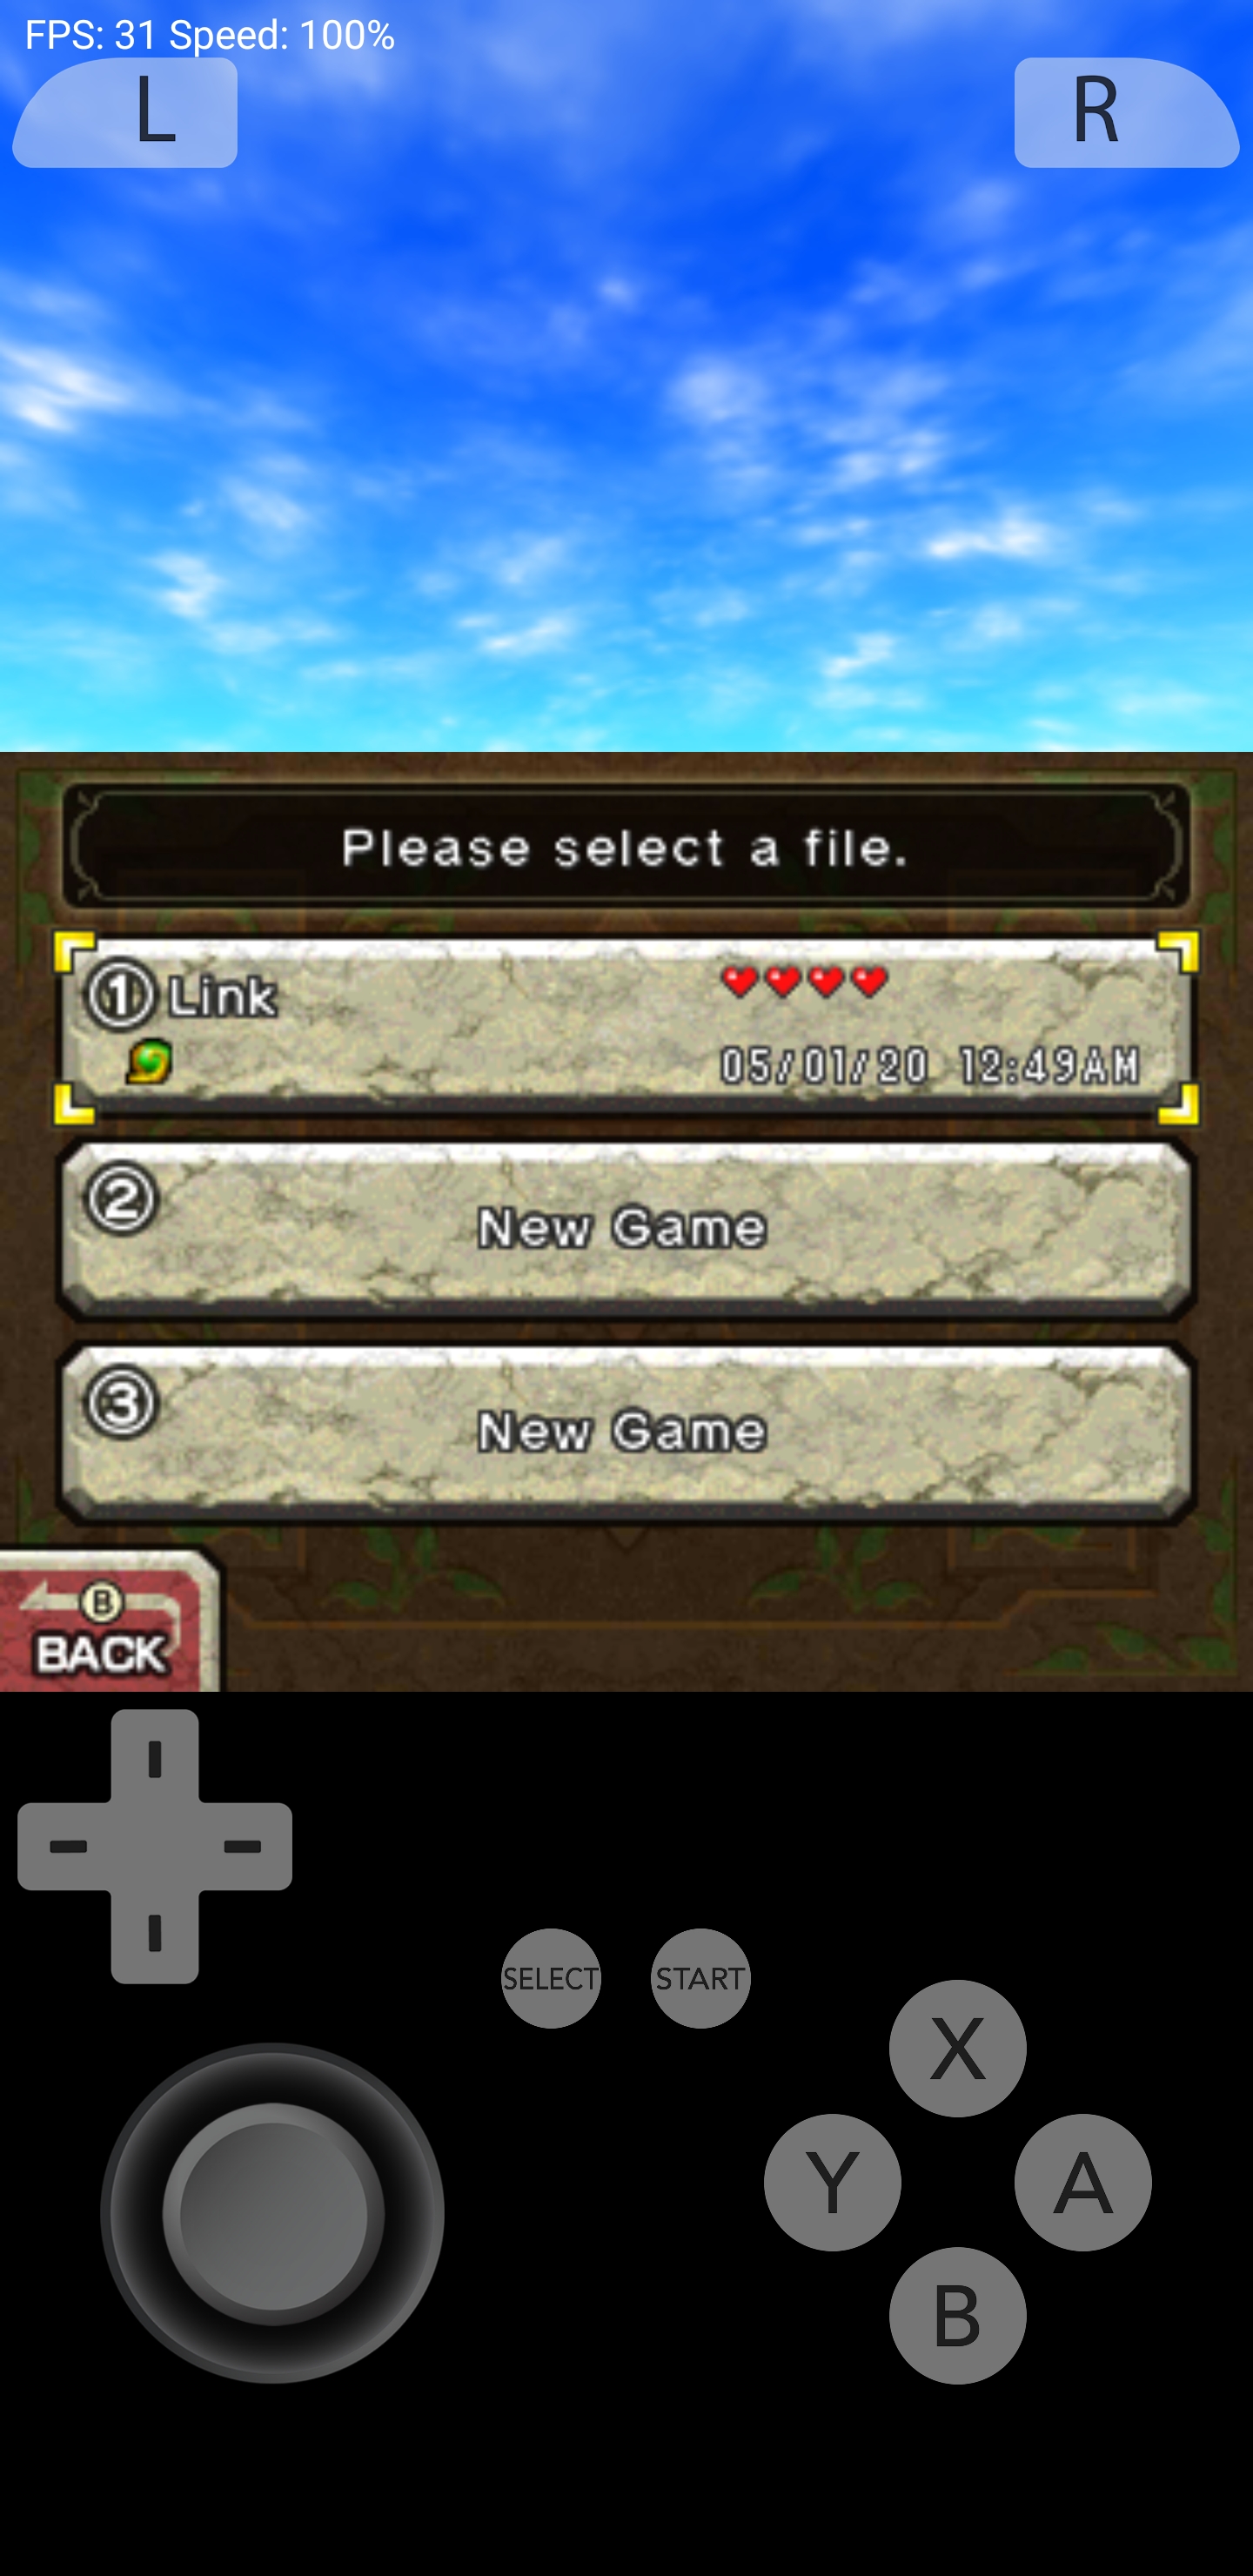 FPS: 31 Speed: 100%
L
R
Please select a file.
1 Link
05/01/20 12:49AM
2
New Game
3
New Game
B
BACK
SELECT START
X
Y A
B